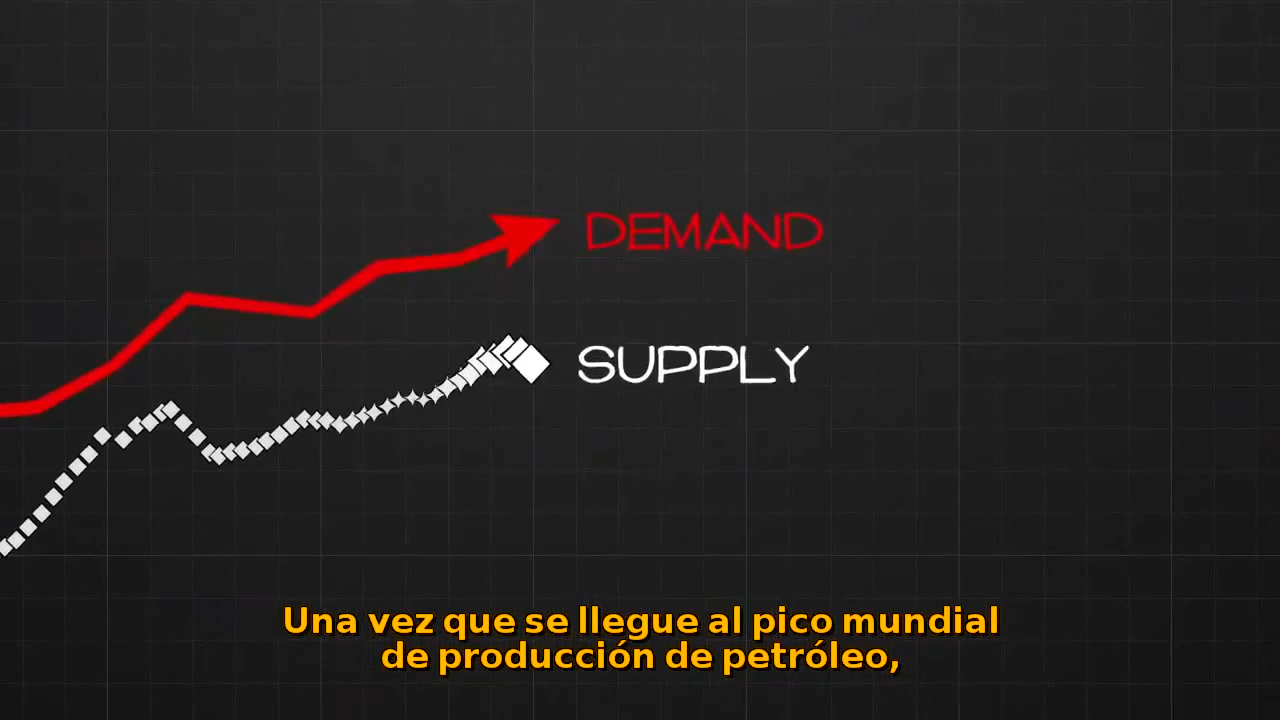 DEMAND
SUPPLY
Una vez que se llegue al pico mundial
de producción de petróleo,